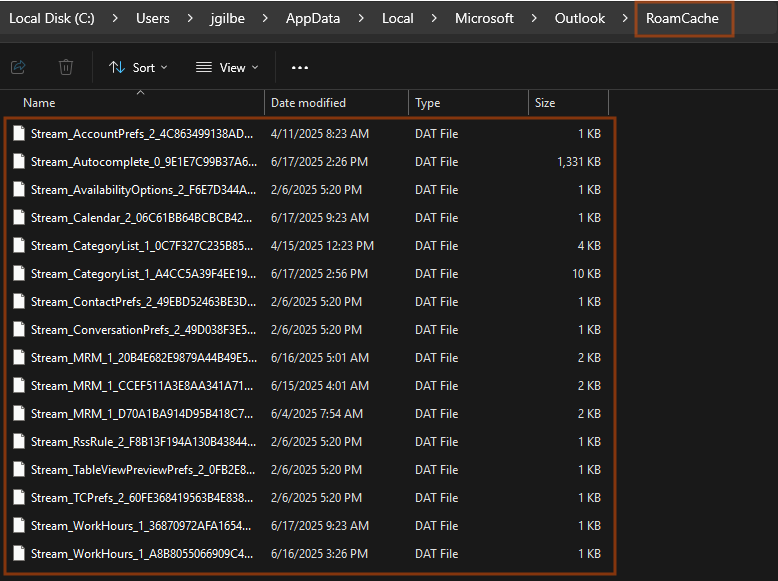 Local Disk (C:) > Users > jgilbe > AppData > Local > Microsoft > Outlook > RoamCache
Sort View ...
Name Date modified Type Size
Stream_AccountPrefs_2_4C863499138AD... 4/11/2025 8:23 AM DAT File 1 KB
Stream_Autocomplete_0_9E1E7C99B37A6... 6/17/2025 2:26 PM DAT File 1,331 KB
Stream_AvailabilityOptions_2_F6E7D344A... 2/6/2025 5:20 PM DAT File 1 KB
Stream_Calendar_2_06C61BB64BCBCB42... 6/17/2025 9:23 AM DAT File 1 KB
Stream_CategoryList_1_0C7F327C235B85... 4/15/2025 12:23 PM DAT File 4 KB
Stream_CategoryList_1_A4CC5A39F4EE19... 6/17/2025 2:56 PM DAT File 10 KB
Stream_ContactPrefs_2_49EBD52463BE3D... 2/6/2025 5:20 PM DAT File 1 KB
Stream_ConversationPrefs_2_49D038F3E5... 2/6/2025 5:20 PM DAT File 1 KB
Stream_MRM_1_20B4E682E9879A44B49E5... 6/16/2025 5:01 AM DAT File 2 KB
Stream_MRM_1_CCEF511A3E8AA341A71... 6/15/2025 4:01 AM DAT File 2 KB
Stream_MRM_1_D70A1BA914D95B418C7... 6/4/2025 7:54 AM DAT File 2 KB
Stream_RssRule_2_F8B13F194A130B43844... 2/6/2025 5:20 PM DAT File 1 KB
Stream_TableViewPreviewPrefs_2_0FB2E8... 2/6/2025 5:20 PM DAT File 1 KB
Stream_TCPrefs_2_60FE368419563B4E838... 2/6/2025 5:20 PM DAT File 1 KB
Stream_WorkHours_1_36870972AFA1654... 6/17/2025 9:23 AM DAT File 1 KB
Stream_WorkHours_1_A8B8055066909C4... 6/16/2025 3:26 PM DAT File 1 KB